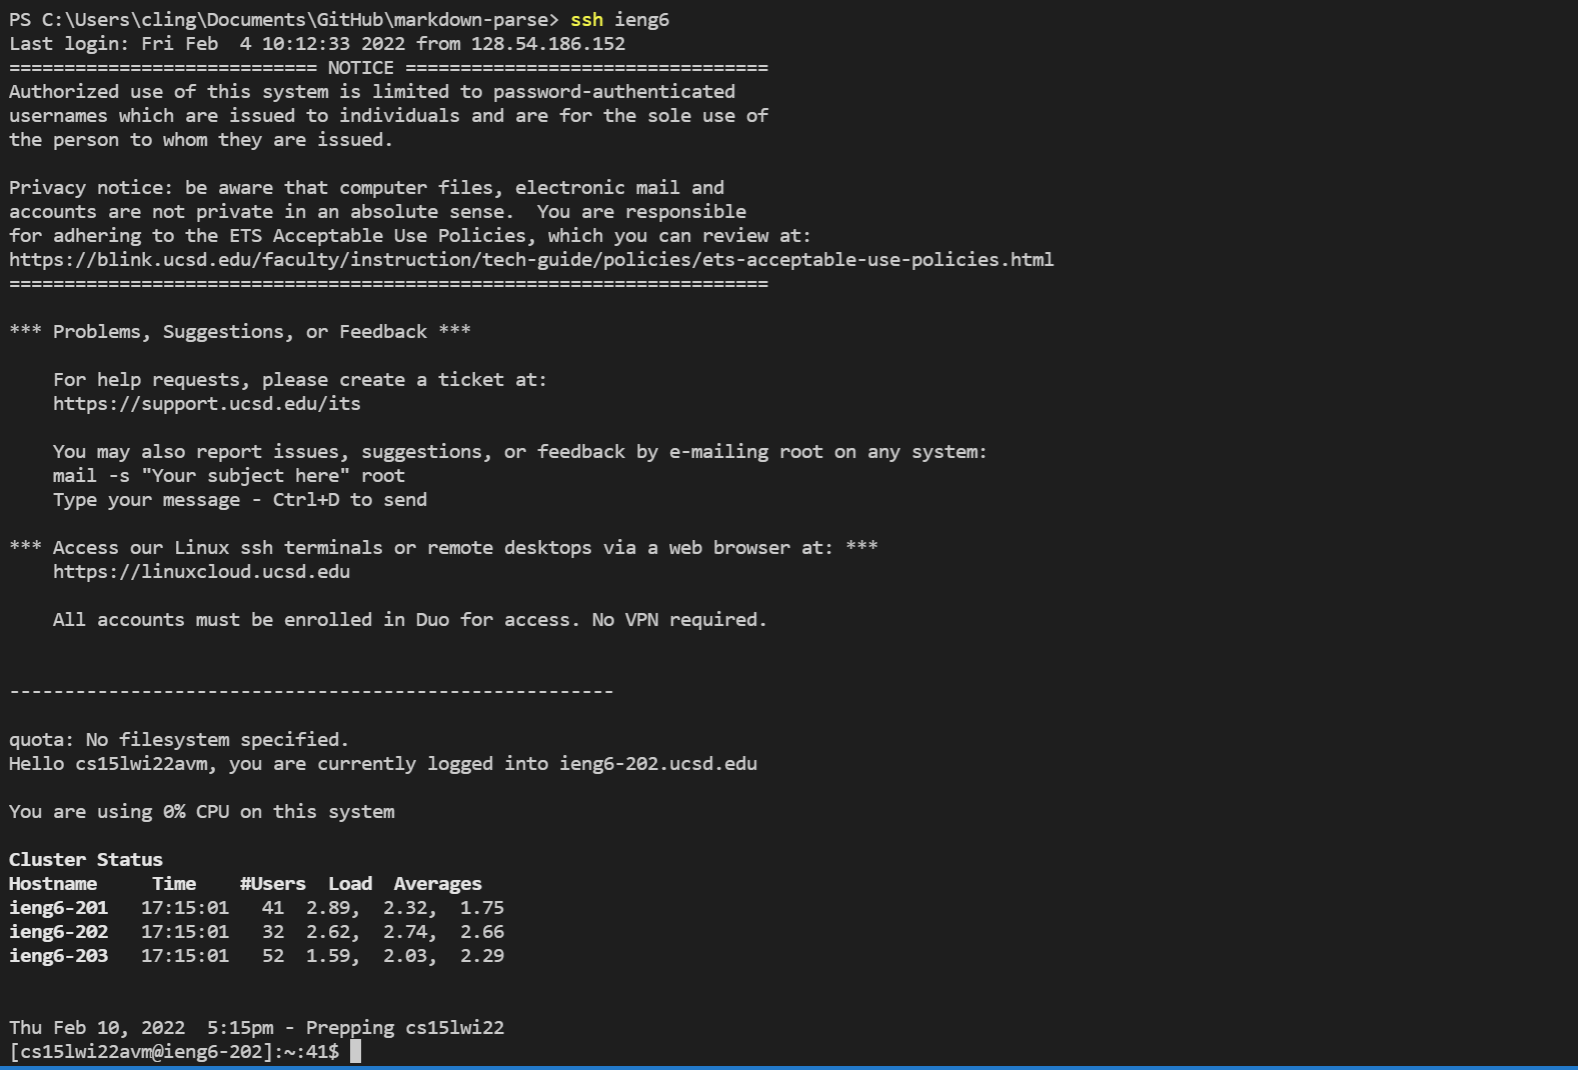 PS C:\Users\cling\Documents\GitHub\markdown-parse> ssh ieng6
Last login: Fri Feb  4 10:12:33 2022 from 128.54.186.152
============================ NOTICE =================================
Authorized use of this system is limited to password-authenticated
usernames which are issued to individuals and are for the sole use of
the person to whom they are issued.

Privacy notice: be aware that computer files, electronic mail and
accounts are not private in an absolute sense.  You are responsible
for adhering to the ETS Acceptable Use Policies, which you can review at:
https://blink.ucsd.edu/faculty/instruction/tech-guide/policies/ets-acceptable-use-policies.html
=====================================================================

*** Problems, Suggestions, or Feedback ***

    For help requests, please create a ticket at:
    https://support.ucsd.edu/its

    You may also report issues, suggestions, or feedback by e-mailing root on any system:
    mail -s "Your subject here" root
    Type your message - Ctrl+D to send

*** Access our Linux ssh terminals or remote desktops via a web browser at: ***
    https://linuxcloud.ucsd.edu

    All accounts must be enrolled in Duo for access. No VPN required.


-------------------------------------------------------

quota: No filesystem specified.
Hello cs15lwi22avm, you are currently logged into ieng6-202.ucsd.edu

You are using 0% CPU on this system

Cluster Status
Hostname     Time    #Users  Load  Averages
ieng6-201   17:15:01   41  2.89,  2.32,  1.75
ieng6-202   17:15:01   32  2.62,  2.74,  2.66
ieng6-203   17:15:01   52  1.59,  2.03,  2.29


Thu Feb 10, 2022  5:15pm - Prepping cs15lwi22
[cs15lwi22avm@ieng6-202]:~:41$